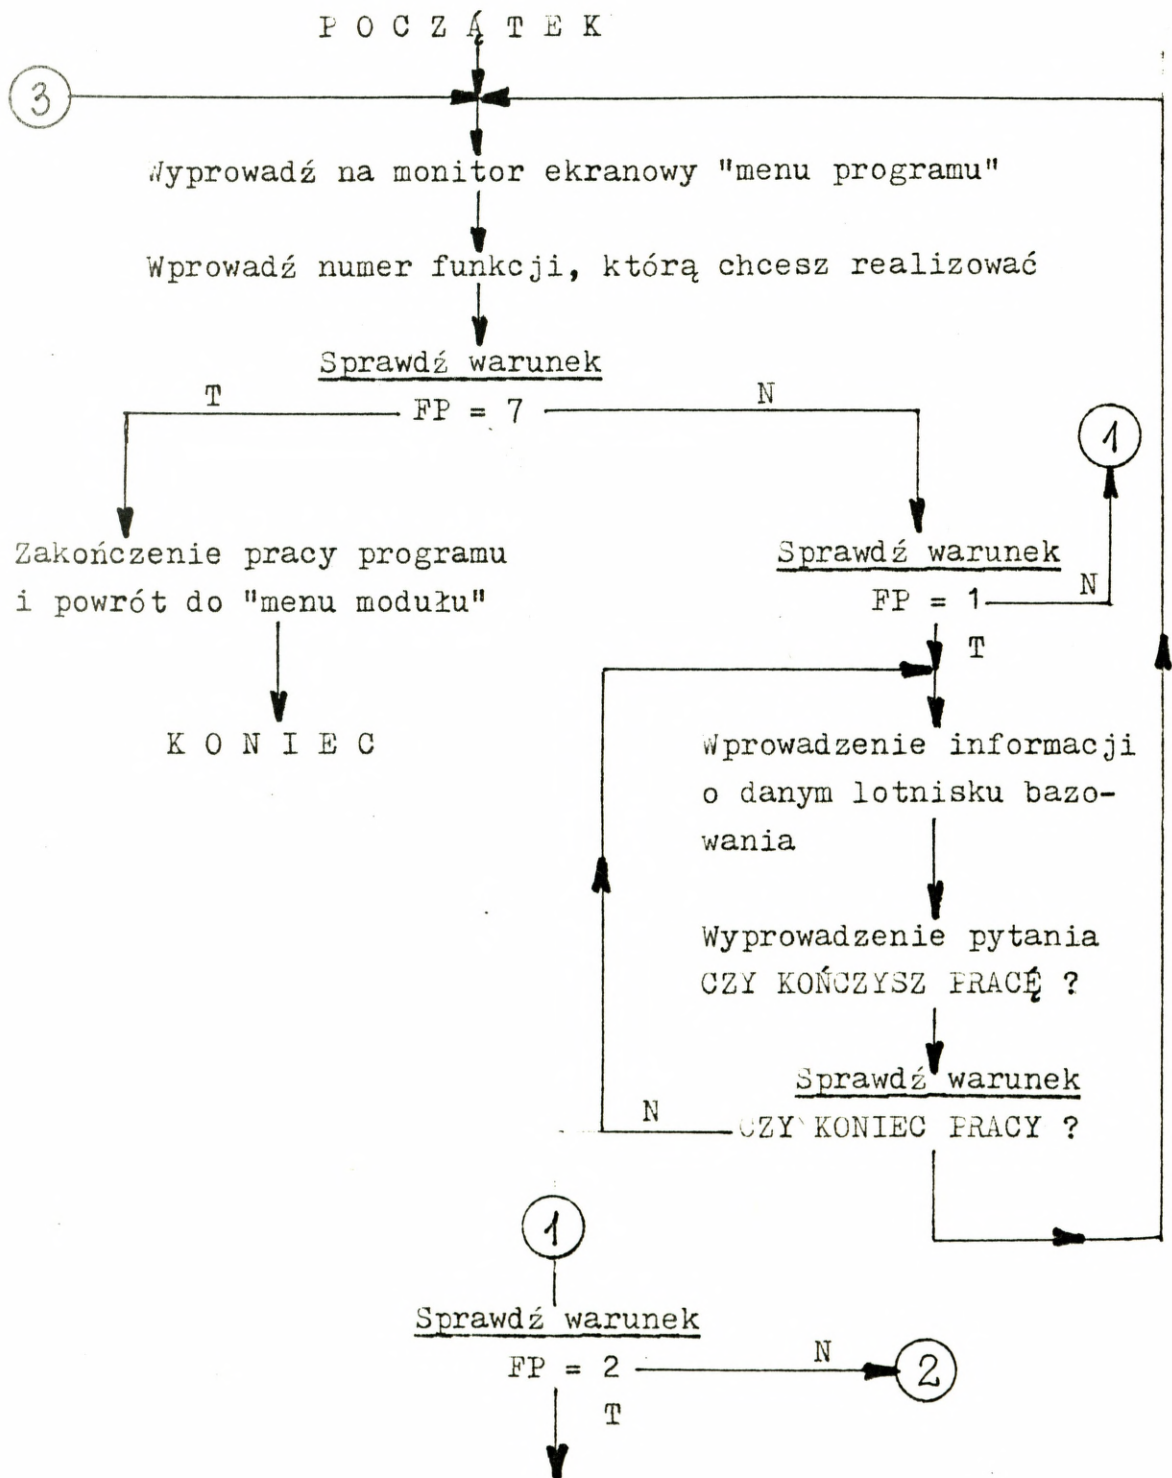 P O C Z Ą T E K
3
Wyprowadź na monitor ekranowy "menu programu"
Wprowadź numer funkcji, którą chcesz realizować
Sprawdź warunek
T
FP = 7
N
1
Zakończenie pracy programu
i powrót do "menu modułu"
K O N I E C
Sprawdź warunek
FP = 1
N
T
Wprowadzenie informacji
o danym lotnisku bazo-
wania
Wyprowadzenie pytania
CZY KOŃCZYSZ PRACĘ ?
Sprawdź warunek
N
CZY KONIEC PRACY ?
1
Sprawdź warunek
FP = 2
N
2
T